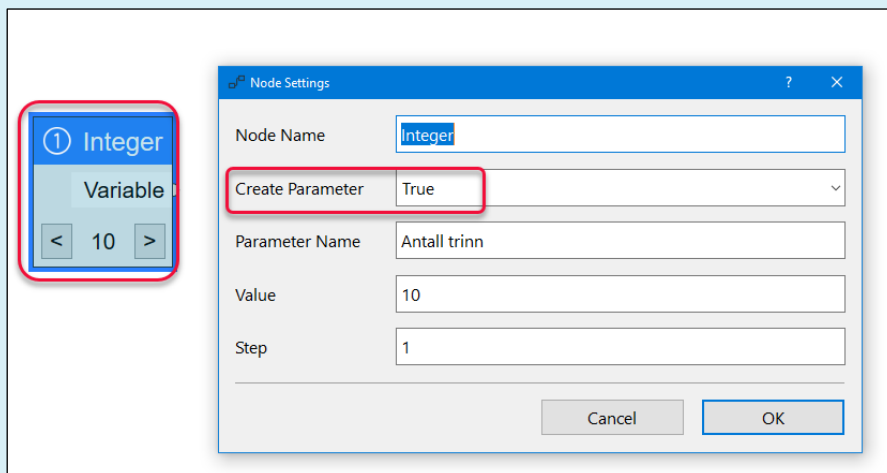 Node Settings
? ×
① Integer
Variable
< 10 >
Node Name Integer
Create Parameter True
Parameter Name Antall trinn
Value 10
Step 1
Cancel OK